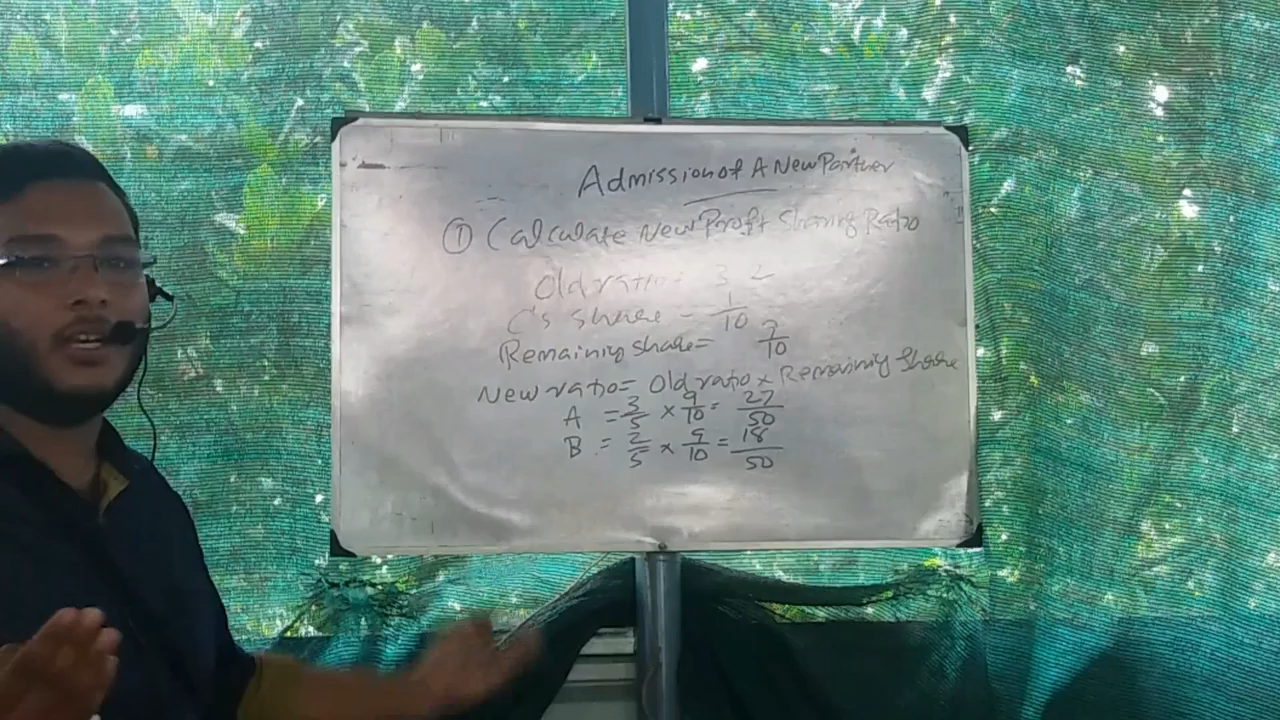 Admission of A New Partner
① Calculate New Profit Sharing Ratio
Old ratio = 3 2
C's share = 1/10
Remaining share = 9/10
New ratio = Old ratio × Remaining Share
A = 3/5 × 9/10 = 27/50
B = 2/5 × 9/10 = 18/50